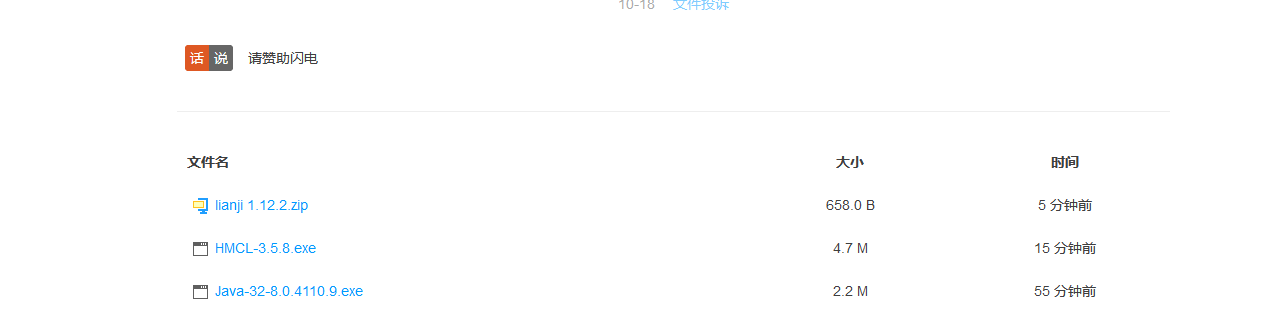 10-18 文件投诉
话说 请赞助闪电
文件名 大小 时间
lianji 1.12.2.zip 658.0 B 5 分钟前
HMCL-3.5.8.exe 4.7 M 15 分钟前
Java-32-8.0.4110.9.exe 2.2 M 55 分钟前